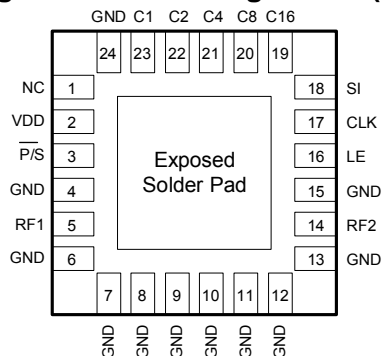 GND C1 C2 C4 C8 C16
24 23 22 21 20 19
NC 1 18 SI
VDD 2 17 CLK
P/S 3 16 LE
Exposed
Solder Pad
GND 4 15 GND
RF1 5 14 RF2
GND 6 13 GND
7 8 9 10 11 12
GND GND GND GND GND GND